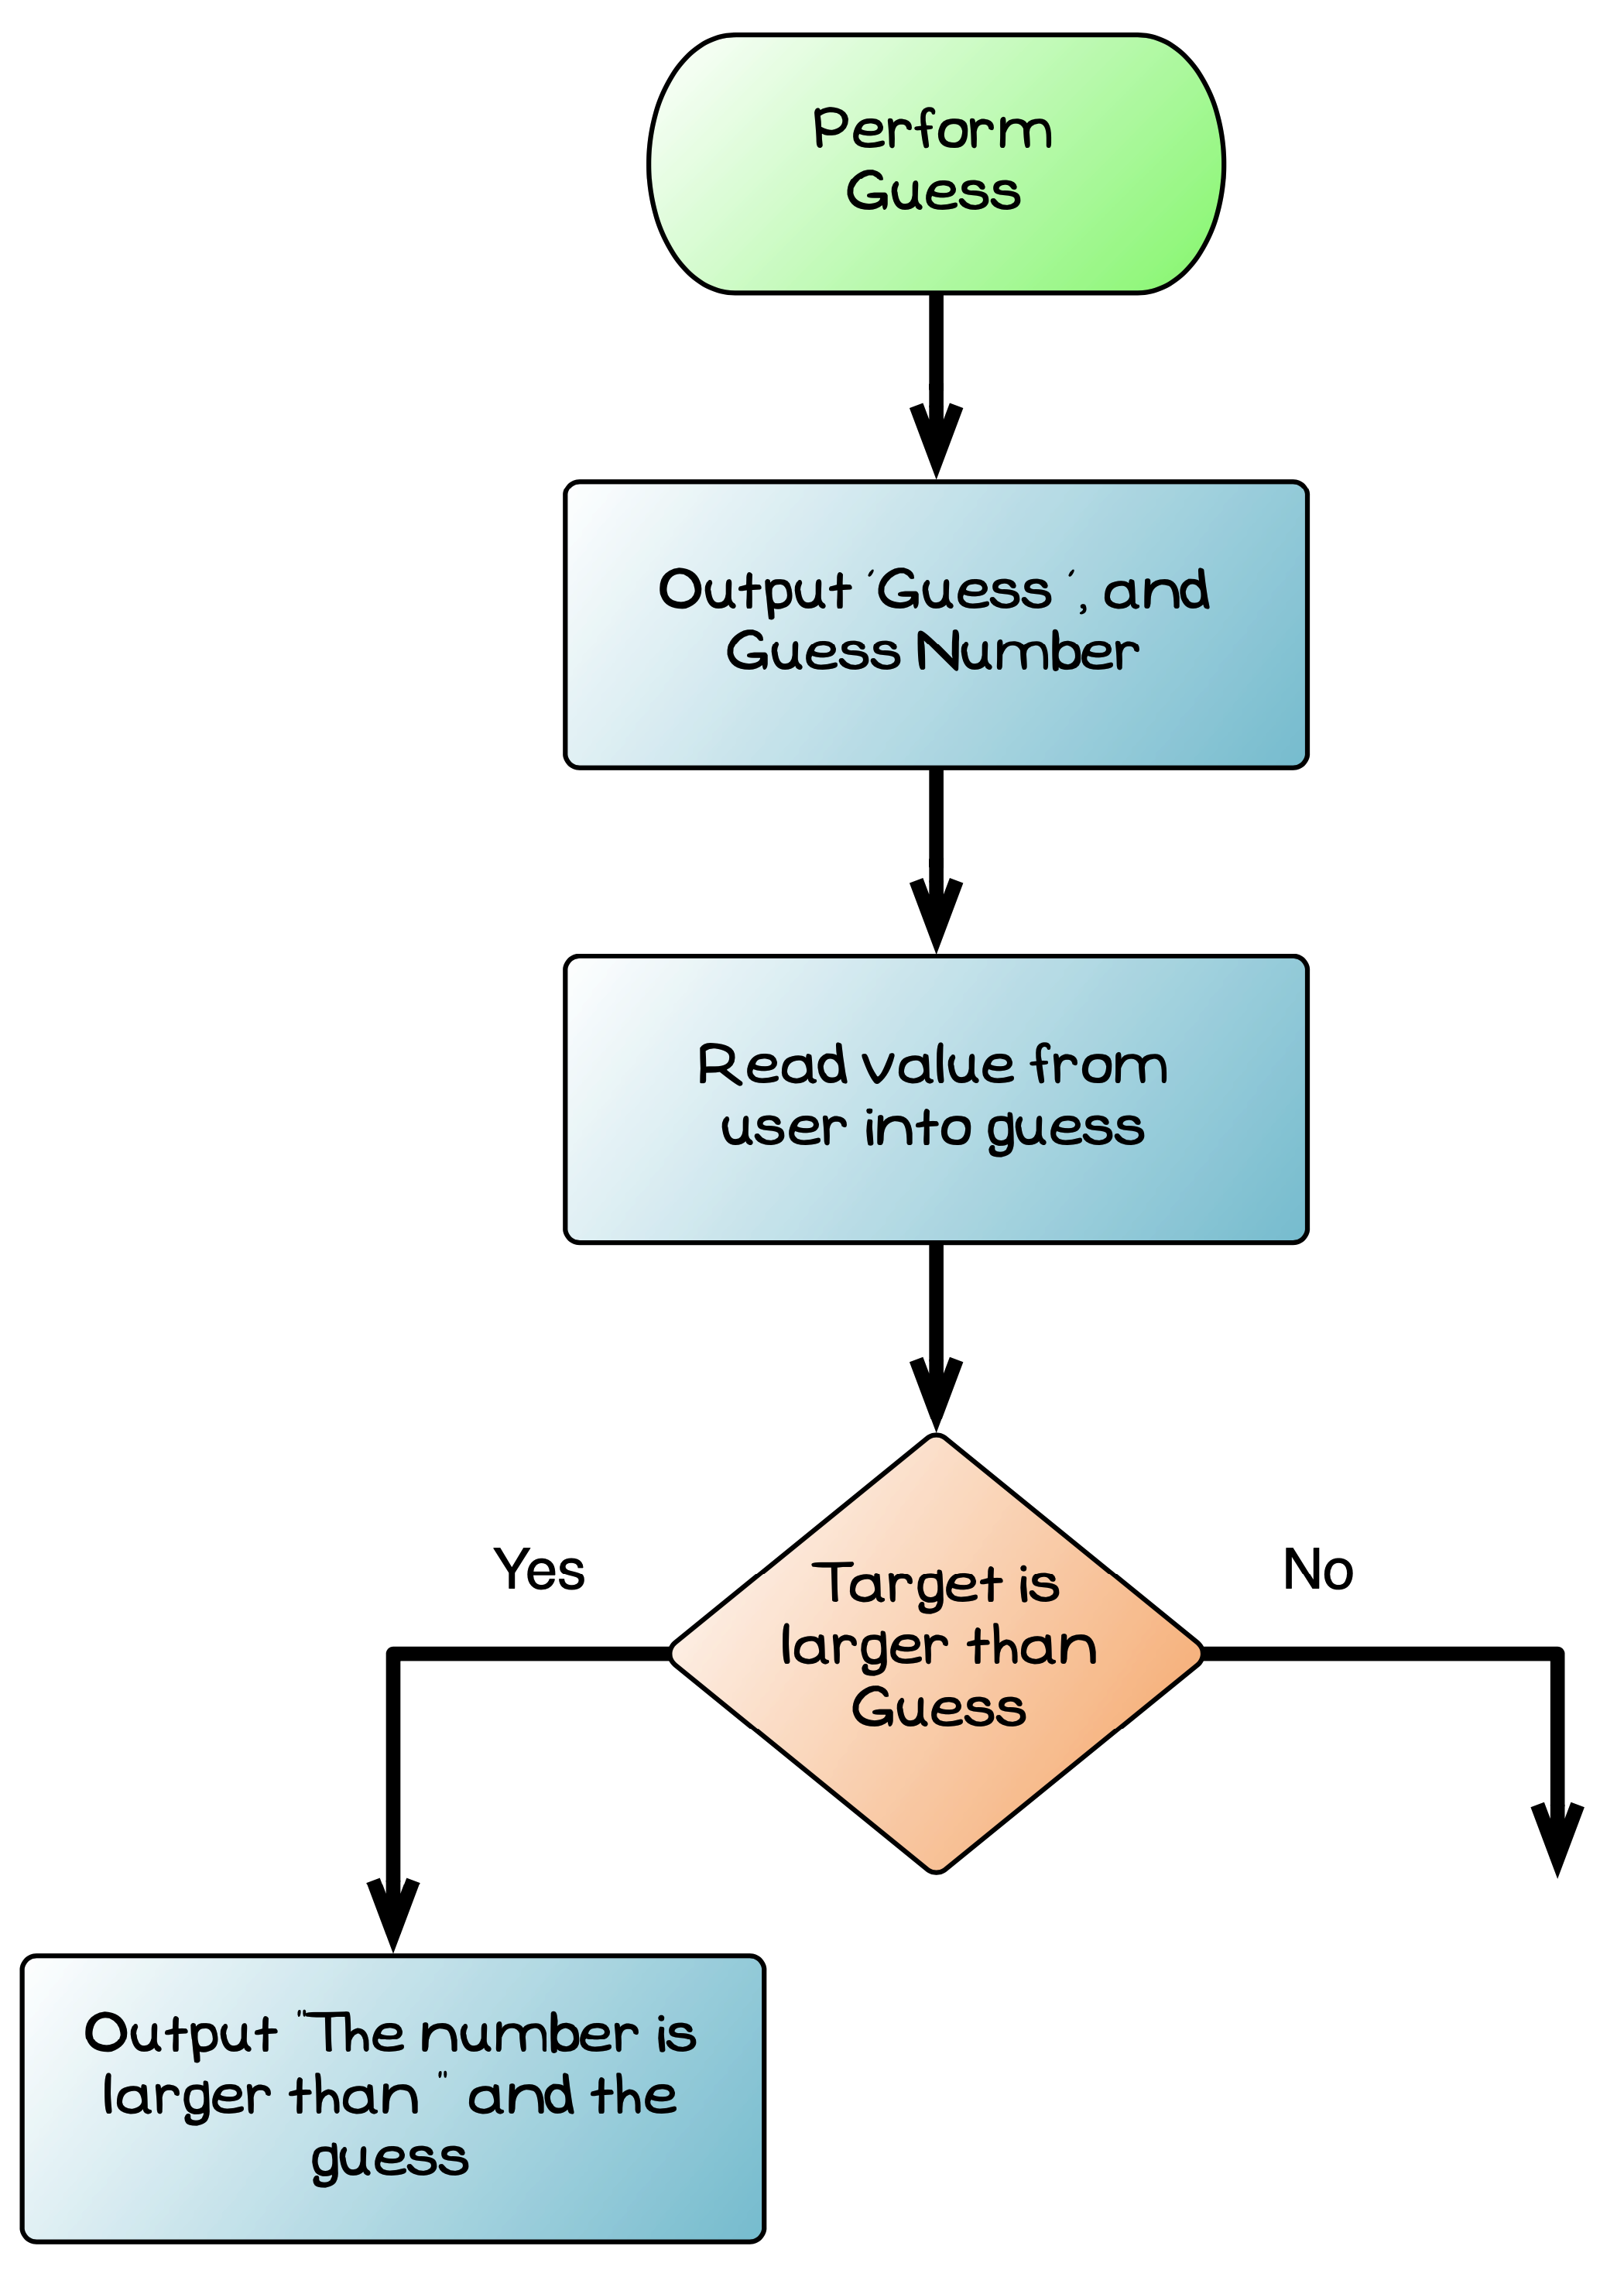 Perform
Guess
Output 'Guess ', and
Guess Number
Read value from
user into guess
Yes
Target is
larger than
Guess
No
Output "The number is
larger than " and the
guess